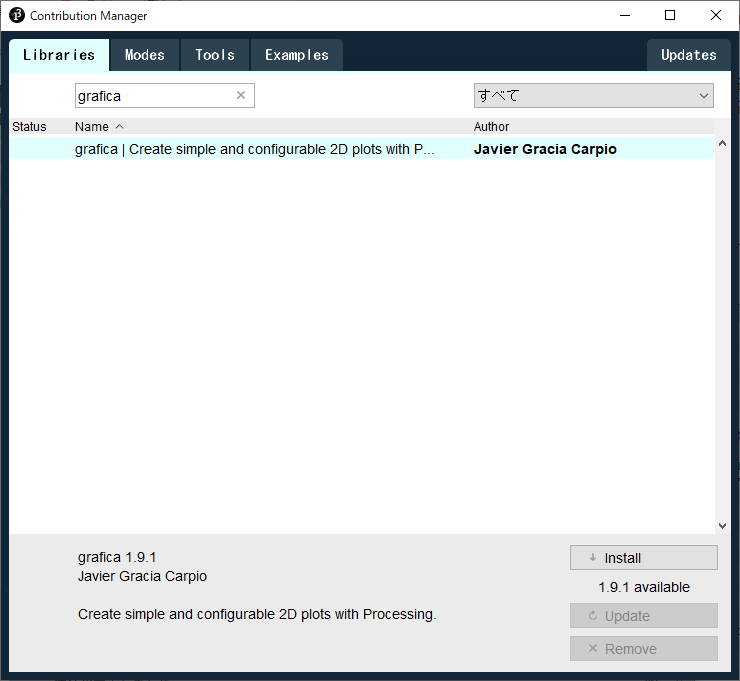 Contribution Manager
Libraries Modes Tools Examples Updates
grafica すべて
Status Name Author
grafica | Create simple and configurable 2D plots with P... Javier Gracia Carpio
grafica 1.9.1
Javier Gracia Carpio
Create simple and configurable 2D plots with Processing.
Install
1.9.1 available
Update
Remove